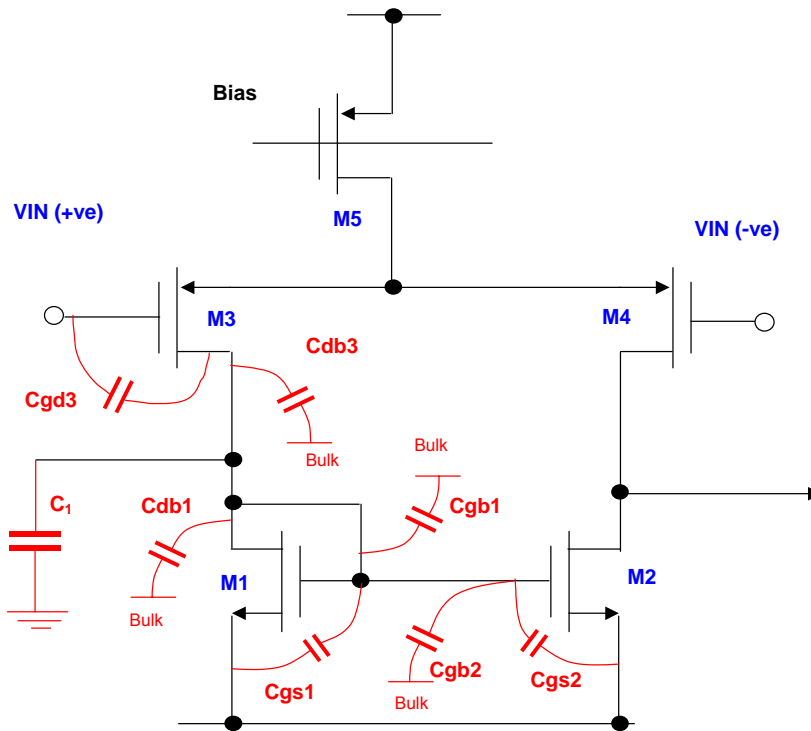 Bias
VIN (+ve)
M5
VIN (-ve)
M3
M4
Cdb3
Cgd3
Bulk
Bulk
C1
Cdb1
Cgb1
M1
M2
Bulk
Cgb2
Cgs2
Cgs1
Bulk